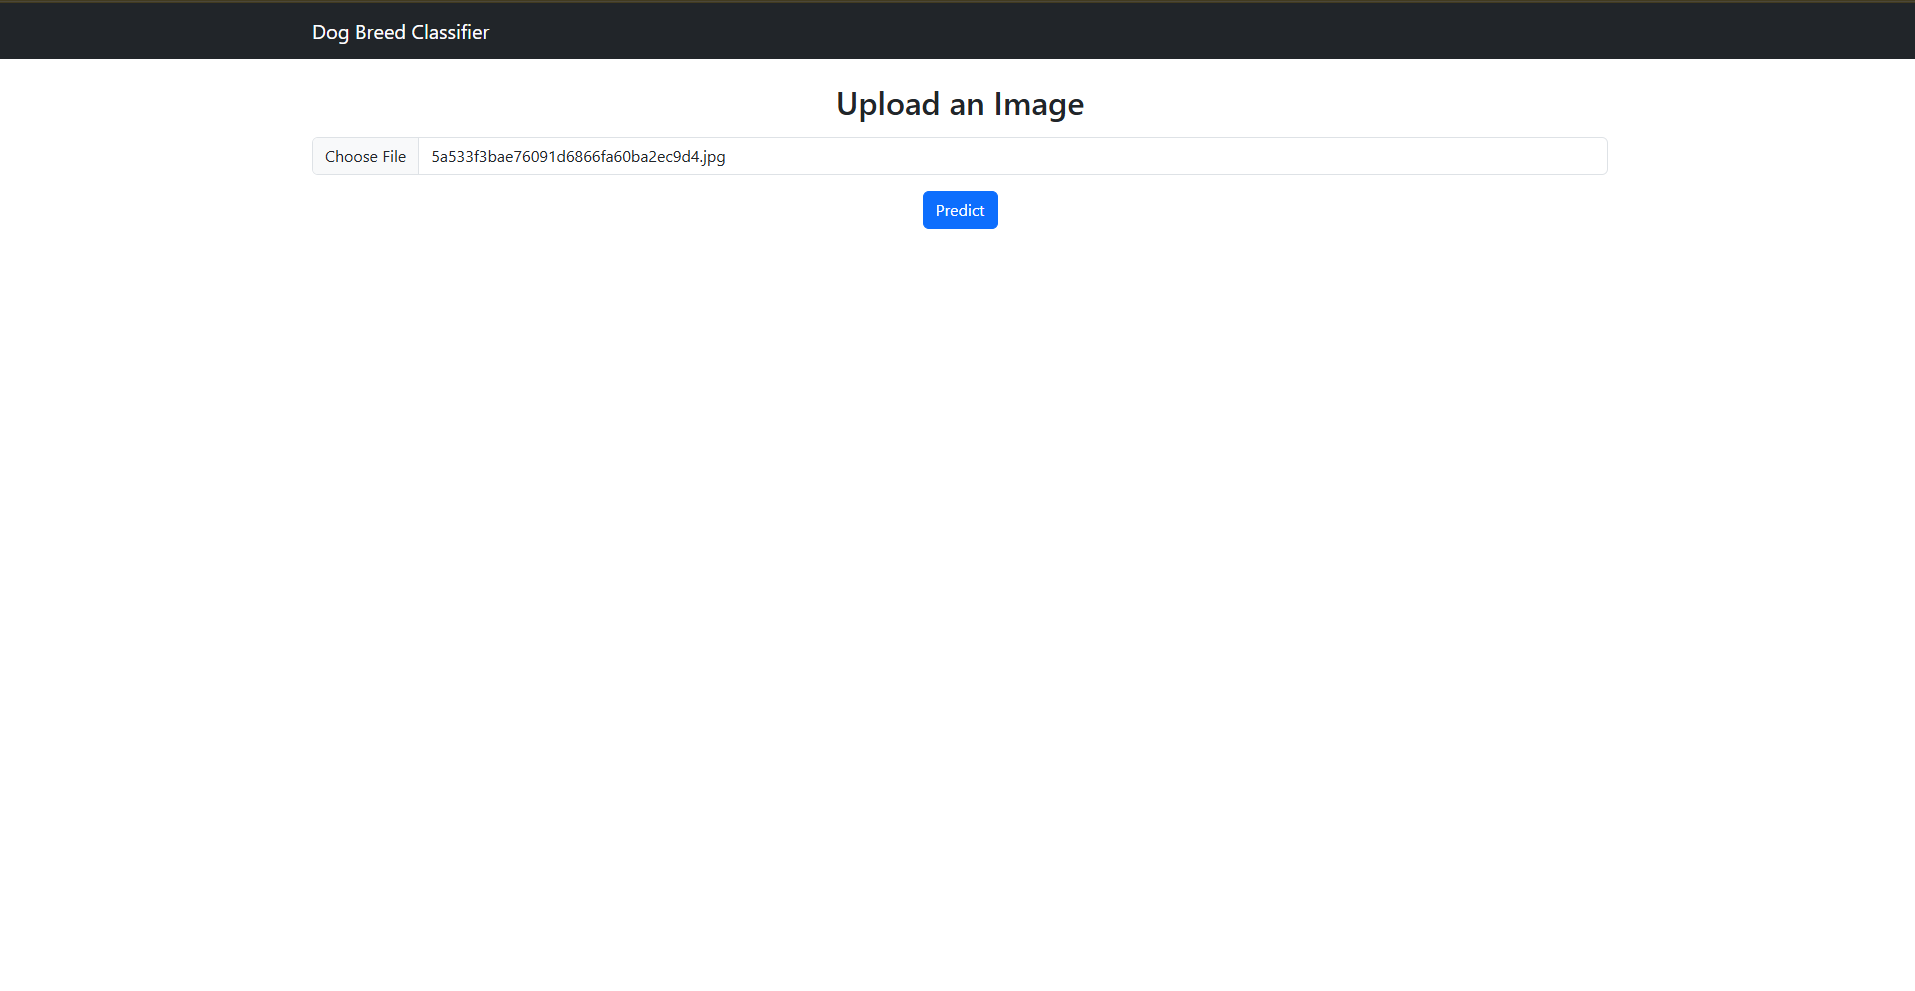 Dog Breed Classifier
Upload an Image
Choose File 5a533f3bae76091d6866fa60ba2ec9d4.jpg
Predict